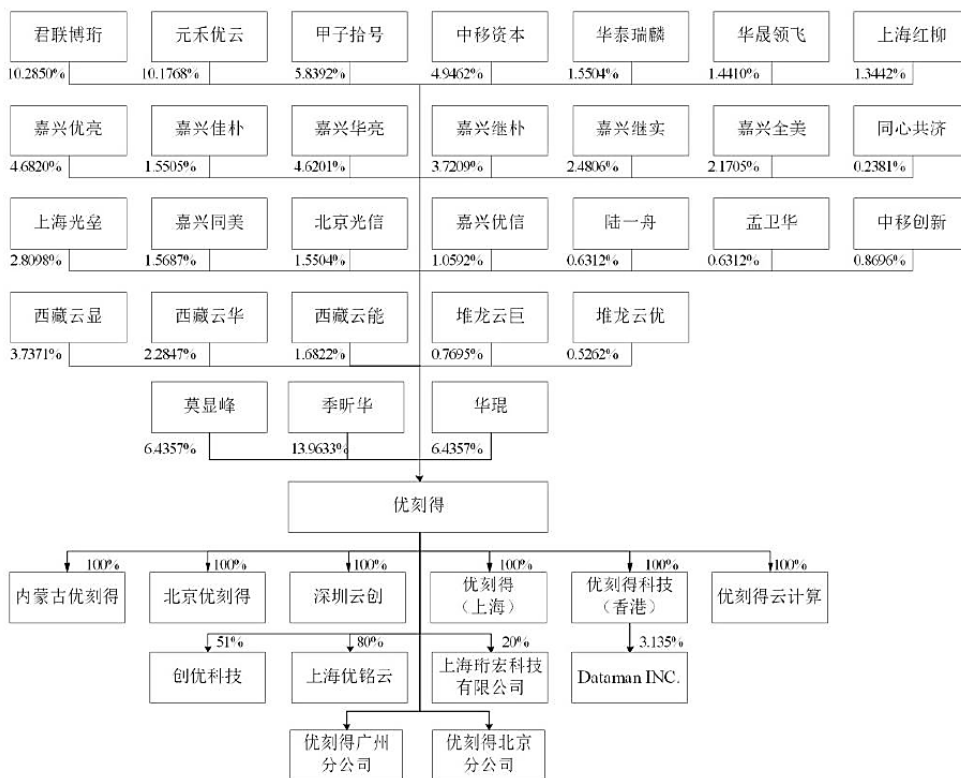 君联博珩
元禾优云
甲子拾号
中移资本
华泰瑞麟
华晟领飞
上海红柳
10.2850%
10.1768%
5.8392%
4.9462%
1.5504%
1.4410%
1.3442%
嘉兴优亮
嘉兴佳朴
嘉兴华亮
嘉兴继朴
嘉兴继实
嘉兴全美
同心共济
4.6820%
1.5505%
4.6201%
3.7209%
2.4806%
2.1705%
0.2381%
上海光垒
嘉兴同美
北京光信
嘉兴优信
陆一舟
孟卫华
中移创新
2.8098%
1.5687%
1.5504%
1.0592%
0.6312%
0.6312%
0.8696%
西藏云显
西藏云华
西藏云能
堆龙云巨
堆龙云优
3.7371%
2.2847%
1.6822%
0.7695%
0.5262%
莫显峰
季昕华
华琨
6.4357%
13.9633%
6.4357%
优刻得
100%
100%
100%
100%
100%
100%
内蒙古优刻得
北京优刻得
深圳云创
优刻得
（上海）
优刻得科技
（香港）
优刻得云计算
51%
80%
20%
3.135%
创优科技
上海优铭云
上海珩宏科技
有限公司
Dataman INC.
优刻得广州
分公司
优刻得北京
分公司